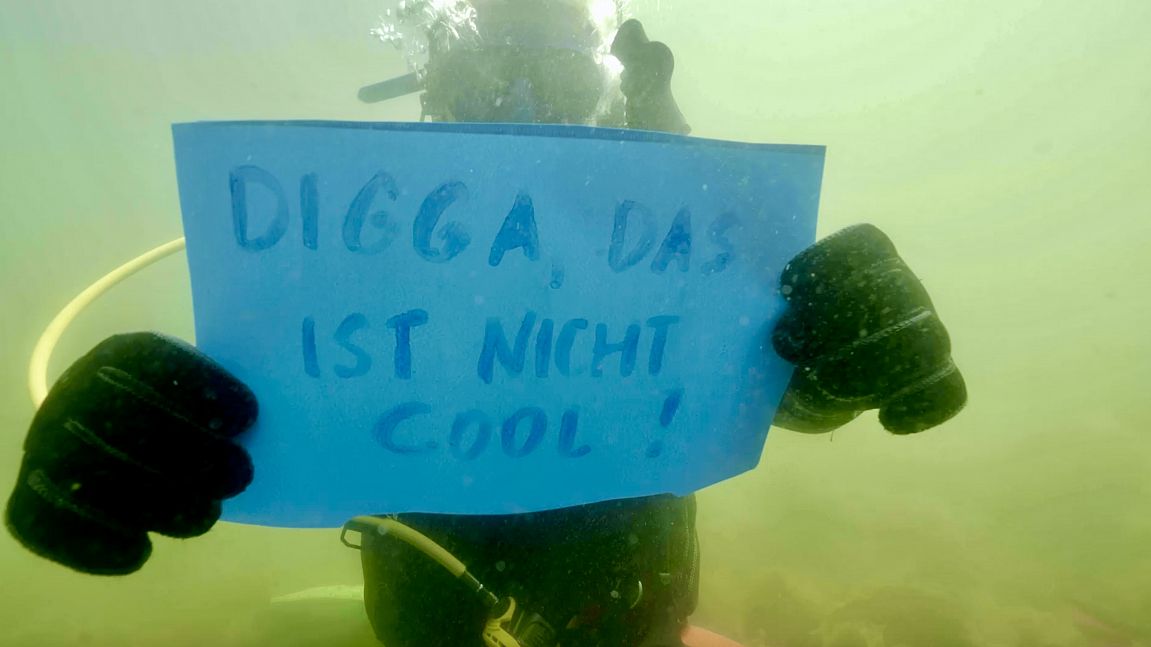 DIGGA, DAS
IST NICHT
COOL !